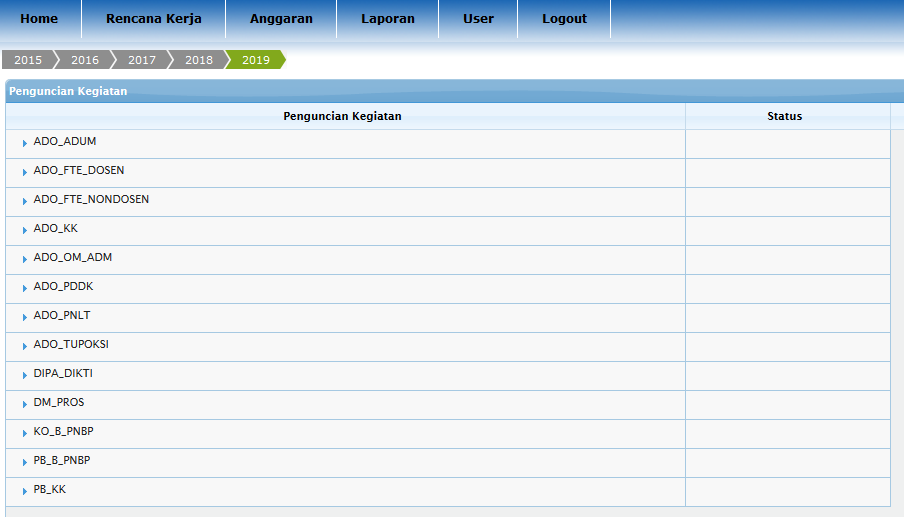 Home Rencana Kerja Anggaran Laporan User Logout
2015 2016 2017 2018 2019
Penguncian Kegiatan
Penguncian Kegiatan Status
ADO_ADUM
ADO_FTE_DOSEN
ADO_FTE_NONDOSEN
ADO_KK
ADO_OM_ADM
ADO_PDDK
ADO_PNLT
ADO_TUPOKSI
DIPA_DIKTI
DM_PROS
KO_B_PNBP
PB_B_PNBP
PB_KK